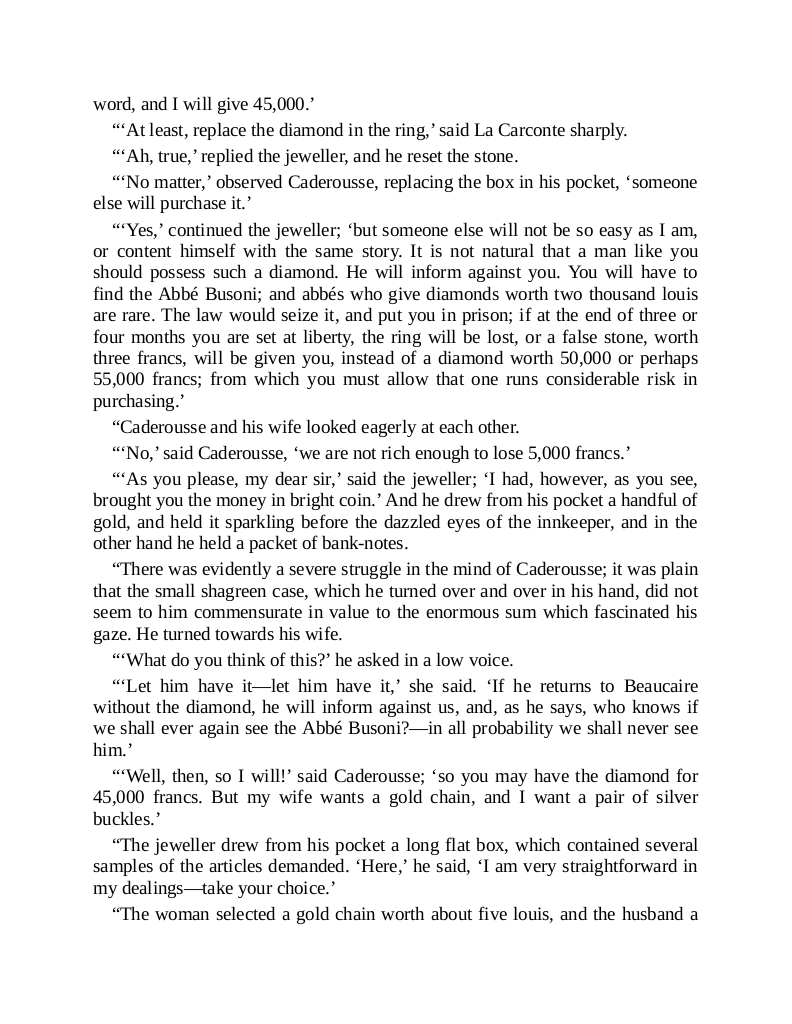 word, and I will give 45,000.’
“‘At least, replace the diamond in the ring,’ said La Carconte sharply.
“‘Ah, true,’ replied the jeweller, and he reset the stone.
“‘No matter,’ observed Caderousse, replacing the box in his pocket, ‘someone
else will purchase it.’
“‘Yes,’ continued the jeweller; ‘but someone else will not be so easy as I am,
or content himself with the same story. It is not natural that a man like you
should possess such a diamond. He will inform against you. You will have to
find the Abbé Busoni; and abbés who give diamonds worth two thousand louis
are rare. The law would seize it, and put you in prison; if at the end of three or
four months you are set at liberty, the ring will be lost, or a false stone, worth
three francs, will be given you, instead of a diamond worth 50,000 or perhaps
55,000 francs; from which you must allow that one runs considerable risk in
purchasing.’
“Caderousse and his wife looked eagerly at each other.
“‘No,’ said Caderousse, ‘we are not rich enough to lose 5,000 francs.’
“‘As you please, my dear sir,’ said the jeweller; ‘I had, however, as you see,
brought you the money in bright coin.’ And he drew from his pocket a handful of
gold, and held it sparkling before the dazzled eyes of the innkeeper, and in the
other hand he held a packet of bank-notes.
“There was evidently a severe struggle in the mind of Caderousse; it was plain
that the small shagreen case, which he turned over and over in his hand, did not
seem to him commensurate in value to the enormous sum which fascinated his
gaze. He turned towards his wife.
“‘What do you think of this?’ he asked in a low voice.
“‘Let him have it—let him have it,’ she said. ‘If he returns to Beaucaire
without the diamond, he will inform against us, and, as he says, who knows if
we shall ever again see the Abbé Busoni?—in all probability we shall never see
him.’
“‘Well, then, so I will!’ said Caderousse; ‘so you may have the diamond for
45,000 francs. But my wife wants a gold chain, and I want a pair of silver
buckles.’
“The jeweller drew from his pocket a long flat box, which contained several
samples of the articles demanded. ‘Here,’ he said, ‘I am very straightforward in
my dealings—take your choice.’
“The woman selected a gold chain worth about five louis, and the husband a